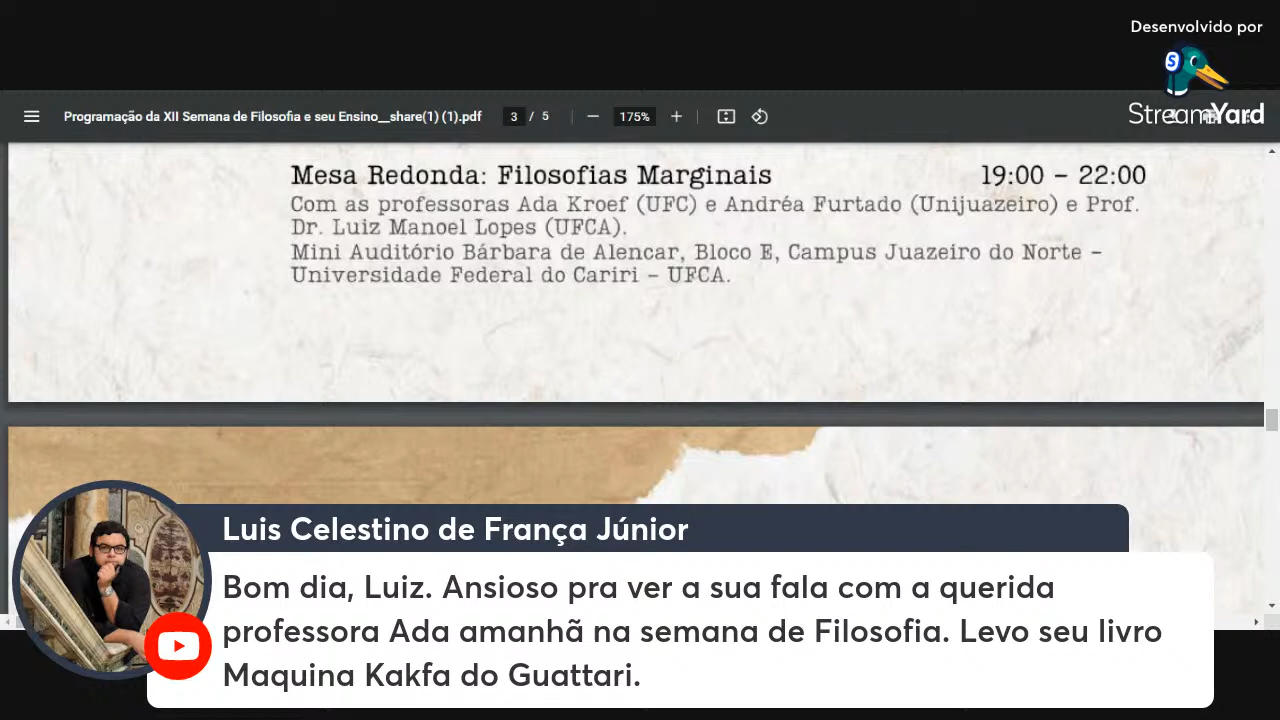 Desenvolvido por
Programação da XII Semana de Filosofia e seu Ensino__share(1) (1).pdf
3 / 5
175%
StreamYard
Mesa Redonda: Filosofias Marginais 19:00 – 22:00
Com as professoras Ada Kroef (UFC) e Andréa Furtado (Unijuazeiro) e Prof.
Dr. Luiz Manoel Lopes (UFCA).
Mini Auditório Bárbara de Alencar, Bloco E, Campus Juazeiro do Norte –
Universidade Federal do Cariri – UFCA.
Luis Celestino de França Júnior
Bom dia, Luiz. Ansioso pra ver a sua fala com a querida
professora Ada amanhã na semana de Filosofia. Levo seu livro
Maquina Kakfa do Guattari.